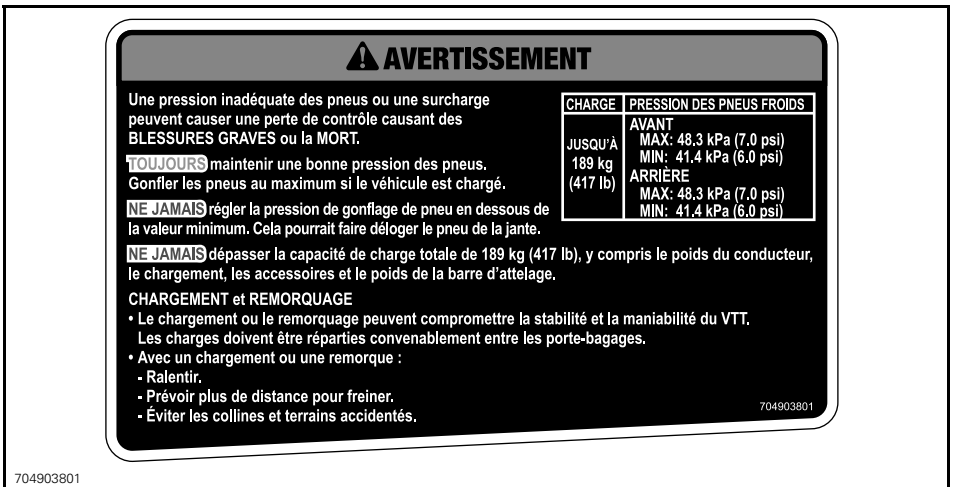 AVERTISSEMENT
Une pression inadéquate des pneus ou une surcharge
peuvent causer une perte de contrôle causant des
BLESSURES GRAVES ou la MORT.
TOUJOURS maintenir une bonne pression des pneus.
Gonfler les pneus au maximum si le véhicule est chargé.
NE JAMAIS régler la pression de gonflage de pneu en dessous de
la valeur minimum. Cela pourrait faire déloger le pneu de la jante.
CHARGE PRESSION DES PNEUS FROIDS
JUSQU'À
189 kg
(417 lb)
AVANT
MAX: 48.3 kPa (7.0 psi)
MIN: 41.4 kPa (6.0 psi)
ARRIÈRE
MAX: 48.3 kPa (7.0 psi)
MIN: 41.4 kPa (6.0 psi)
NE JAMAIS dépasser la capacité de charge totale de 189 kg (417 lb), y compris le poids du conducteur,
le chargement, les accessoires et le poids de la barre d'attelage.
CHARGEMENT et REMORQUAGE
• Le chargement ou le remorquage peuvent compromettre la stabilité et la maniabilité du VTT.
Les charges doivent être réparties convenablement entre les porte-bagages.
• Avec un chargement ou une remorque :
- Ralentir.
- Prévoir plus de distance pour freiner.
- Éviter les collines et terrains accidentés.
704903801
704903801